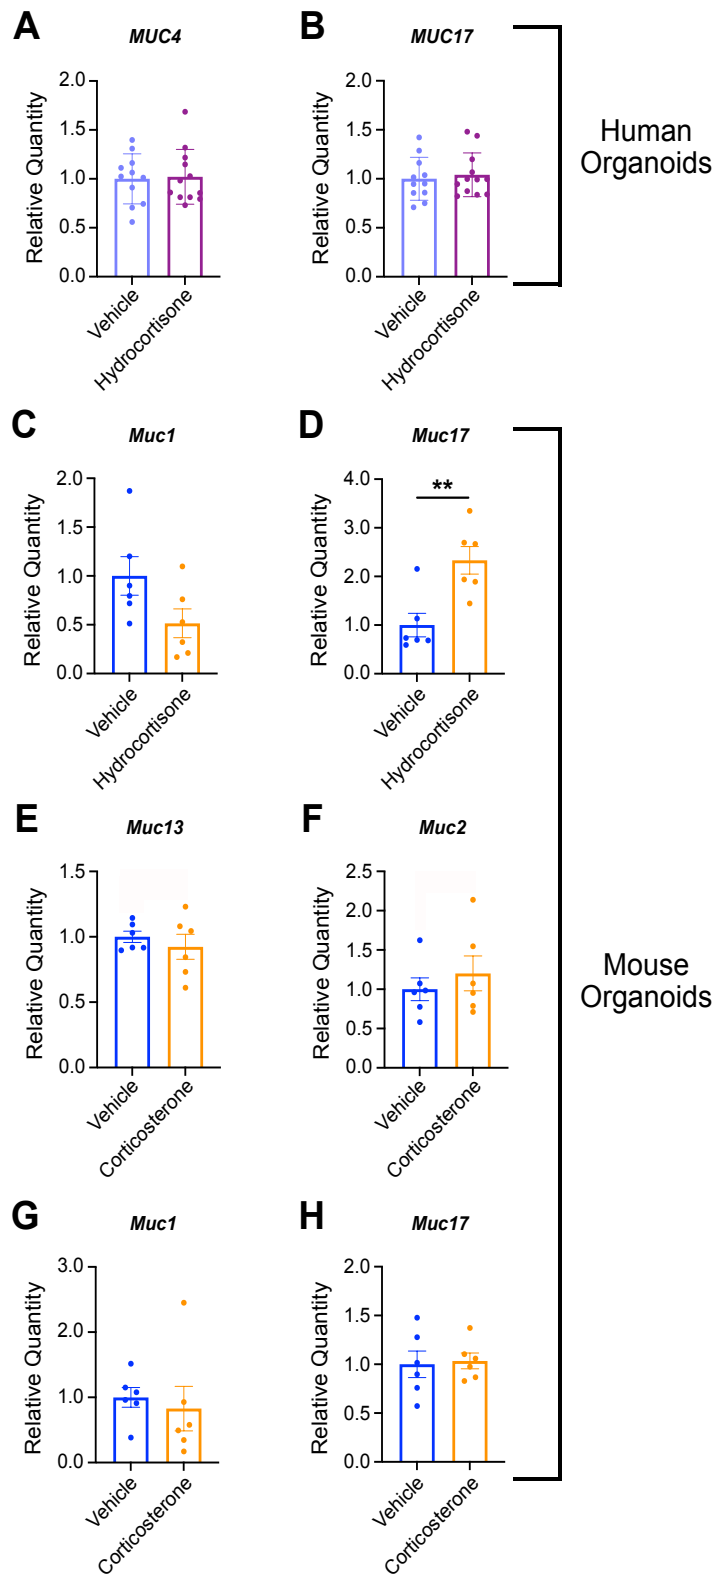 A
MUC4
Relative Quantity
2.0
1.5
1.0
0.5
0.0
Vehicle
Hydrocortisone
B
MUC17
Relative Quantity
2.0
1.5
1.0
0.5
0.0
Vehicle
Hydrocortisone
Human
Organoids
C
Muc1
Relative Quantity
2.0
1.5
1.0
0.5
0.0
Vehicle
Hydrocortisone
D
Muc17
Relative Quantity
4.0
3.0
2.0
1.0
0.0
**
Vehicle
Hydrocortisone
E
Muc13
Relative Quantity
1.5
1.0
0.5
0.0
Vehicle
Corticosterone
F
Muc2
Relative Quantity
2.5
2.0
1.5
1.0
0.5
0.0
Vehicle
Corticosterone
Mouse
Organoids
G
Muc1
Relative Quantity
3.0
2.0
1.0
0.0
Vehicle
Corticosterone
H
Muc17
Relative Quantity
2.0
1.5
1.0
0.5
0.0
Vehicle
Corticosterone